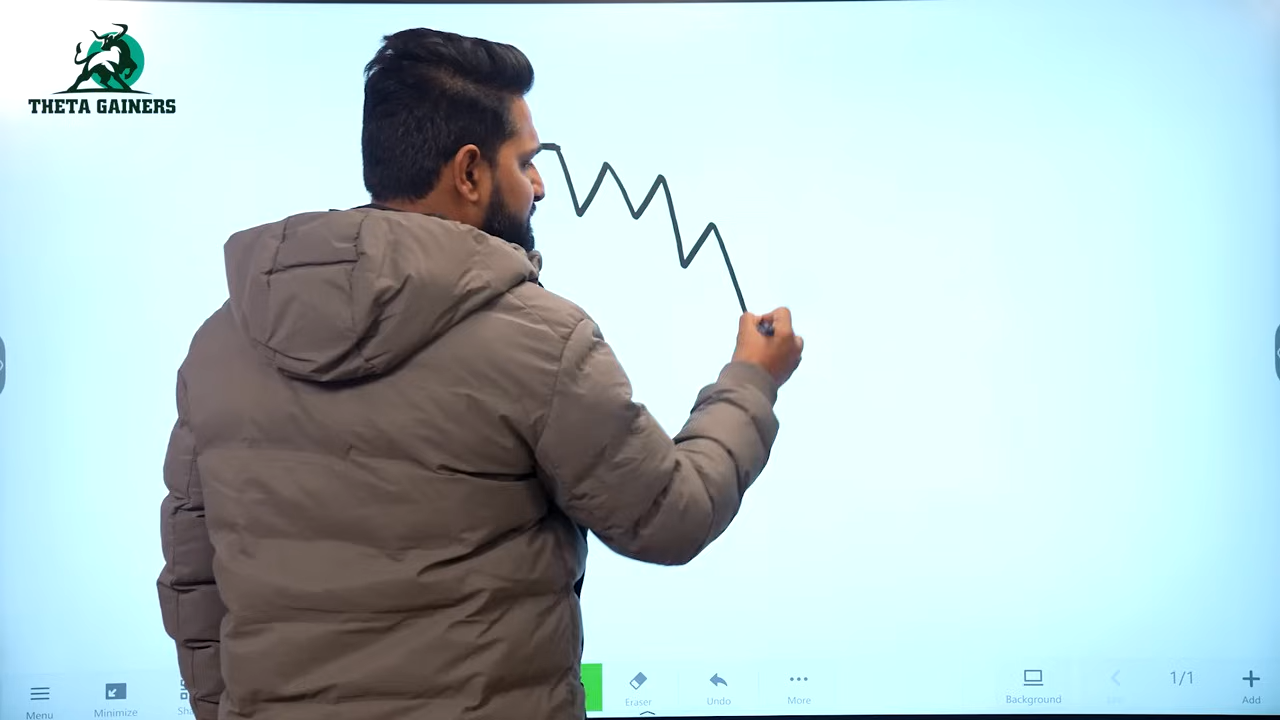 THETA GAINERS
Menu
Minimize
Eraser
Undo
More
Background
1/1
Add